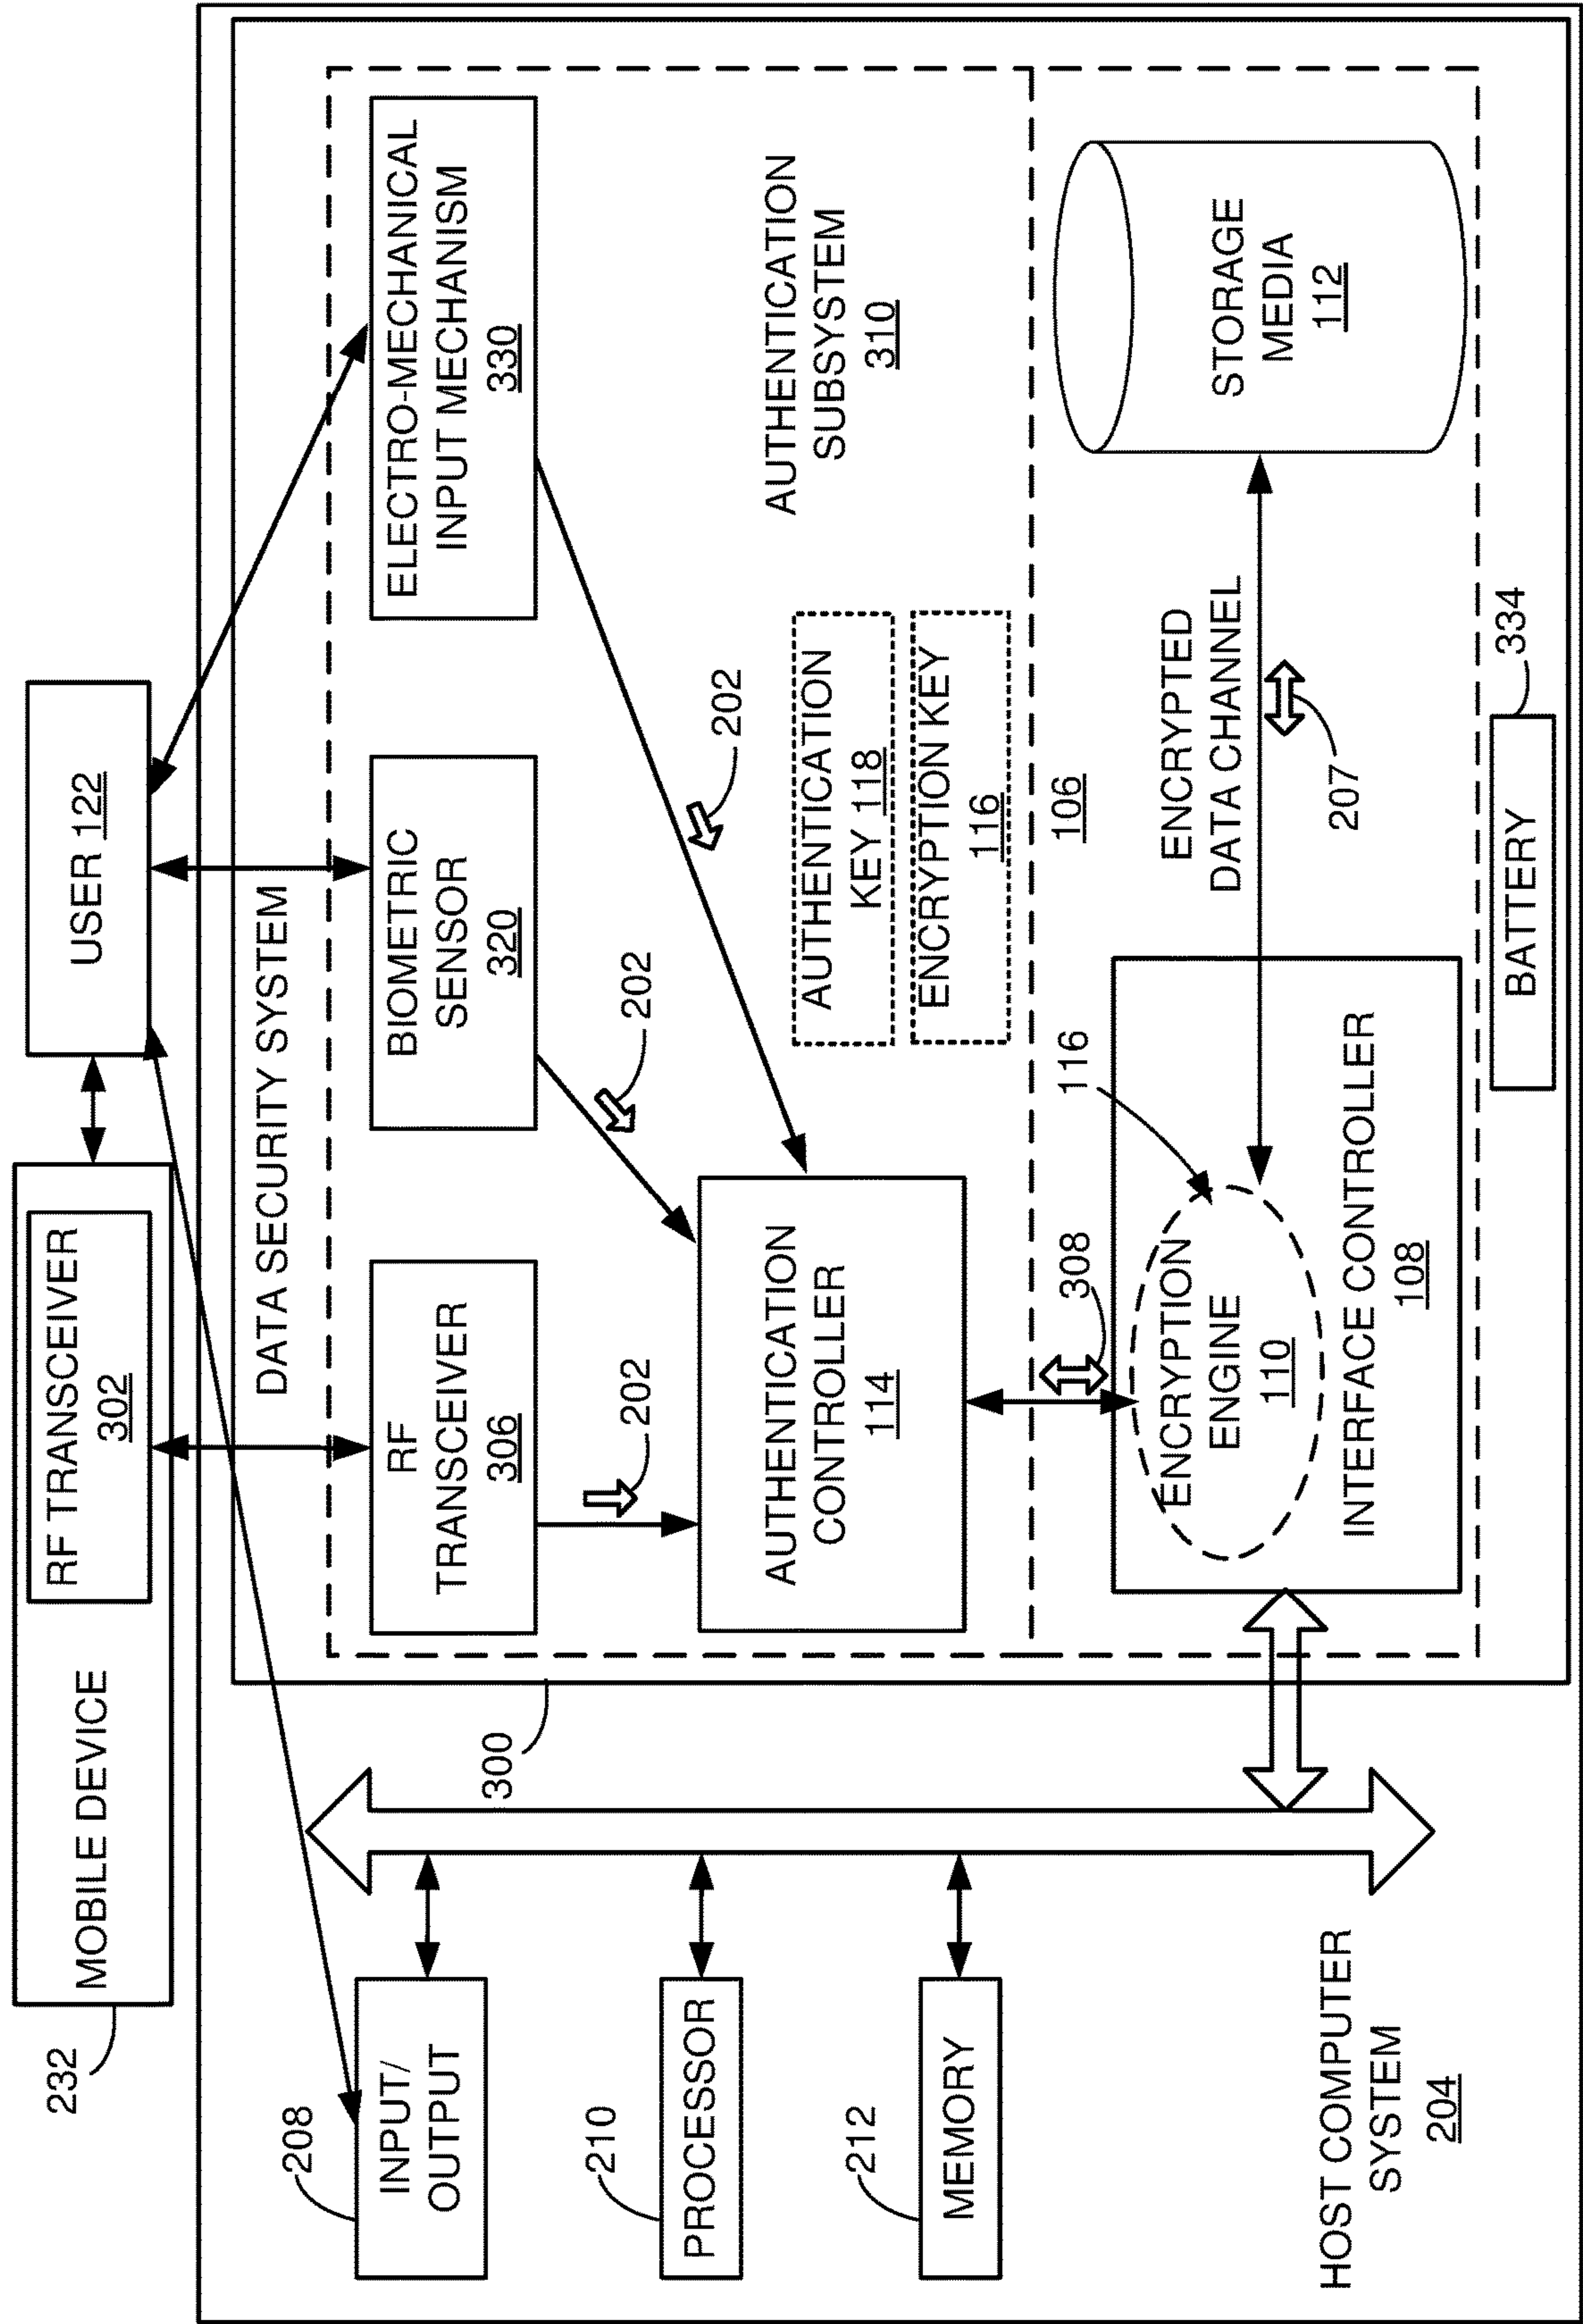 232
MOBILE DEVICE
RF TRANSCEIVER
302
USER 122
DATA SECURITY SYSTEM
208
INPUT/
OUTPUT
210
PROCESSOR
212
MEMORY
HOST COMPUTER
SYSTEM
204
300
RF
TRANSCEIVER
306
BIOMETRIC
SENSOR
320
ELECTRO-MECHANICAL
INPUT MECHANISM
330
202
202
202
AUTHENTICATION
CONTROLLER
114
AUTHENTICATION
KEY 118
ENCRYPTION KEY
116
AUTHENTICATION
SUBSYSTEM
310
106
308
116
ENCRYPTION
ENGINE
110
INTERFACE CONTROLLER
108
ENCRYPTED
DATA CHANNEL
207
STORAGE
MEDIA
112
BATTERY
334